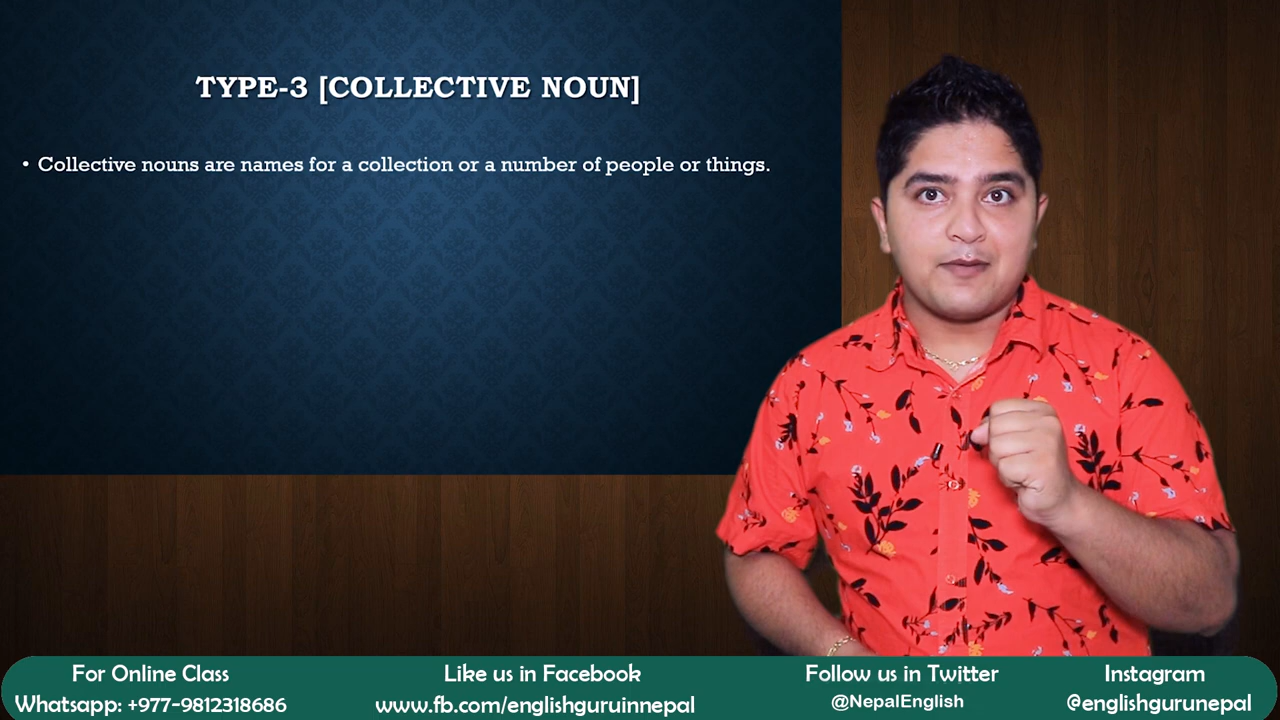 TYPE-3 [COLLECTIVE NOUN]
• Collective nouns are names for a collection or a number of people or things.
For Online Class
Whatsapp: +977-9812318686
Like us in Facebook
www.fb.com/englishguruinnepal
Follow us in Twitter
@NepalEnglish
Instagram
@englishgurunepal